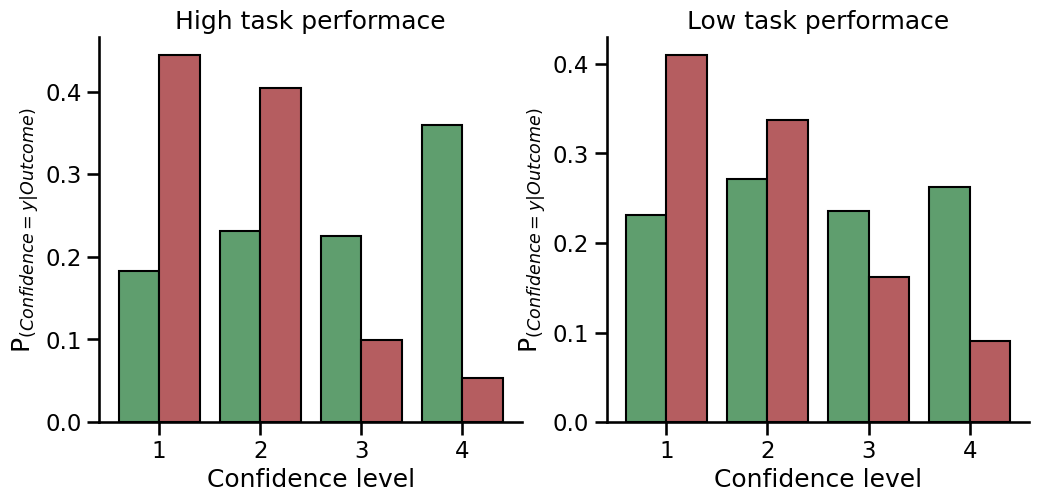 High task performace
P(Confidence = y|Outcome)
0.4
0.3
0.2
0.1
0.0
1 2 3 4
Confidence level
Low task performace
P(Confidence = y|Outcome)
0.4
0.3
0.2
0.1
0.0
1 2 3 4
Confidence level